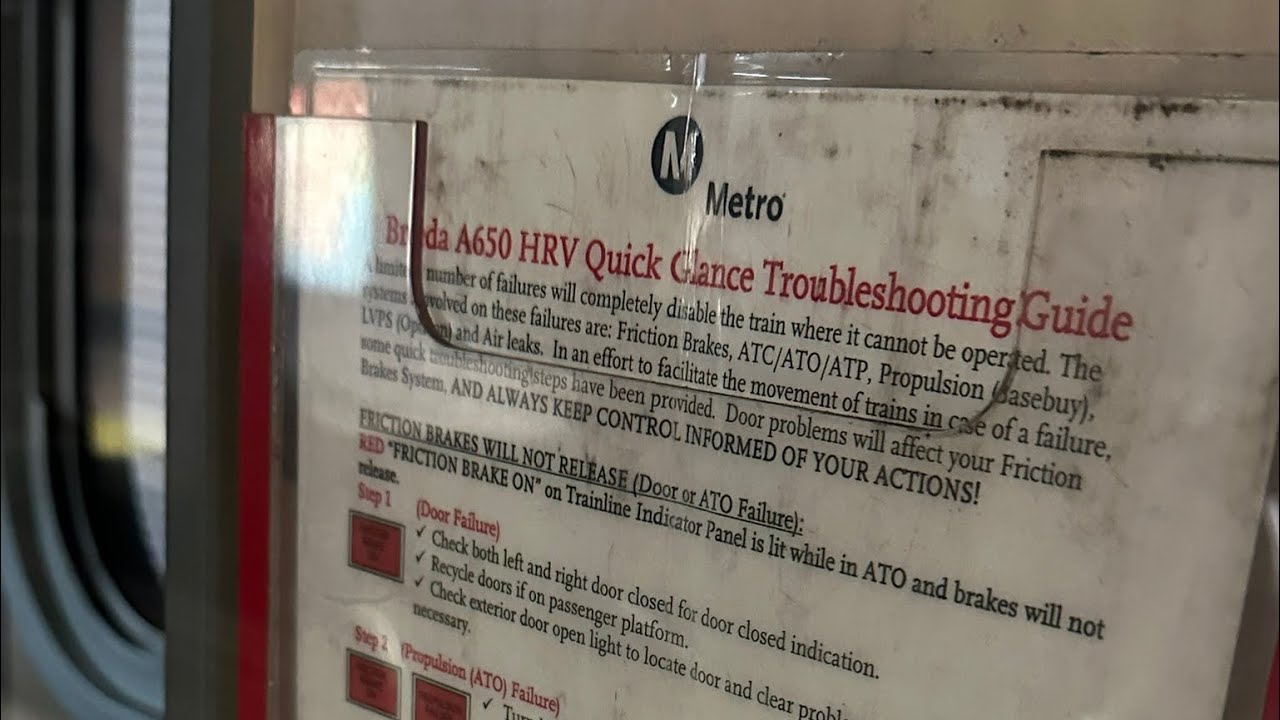 M
Metro
Breda A650 HRV Quick Glance Troubleshooting Guide
A limited number of failures will completely disable the train where it cannot be operated. The
systems involved on these failures are: Friction Brakes, ATC/ATO/ATP, Propulsion (Basebuy),
LVPS (Option) and Air leaks. In an effort to facilitate the movement of trains in case of a failure,
some quick troubleshooting steps have been provided. Door problems will affect your Friction
Brakes System, AND ALWAYS KEEP CONTROL INFORMED OF YOUR ACTIONS!
FRICTION BRAKES WILL NOT RELEASE (Door or ATO Failure):
RED "FRICTION BRAKE ON" on Trainline Indicator Panel is lit while in ATO and brakes will not
release.
Step 1 (Door Failure)
FRICTION BRAKE ON
✓ Check both left and right door closed for door closed indication.
✓ Recycle doors if on passenger platform.
✓ Check exterior door open light to locate door and clear
necessary.
Step 2 (Propulsion (ATO) Failure)
FRICTION BRAKE ON
✓